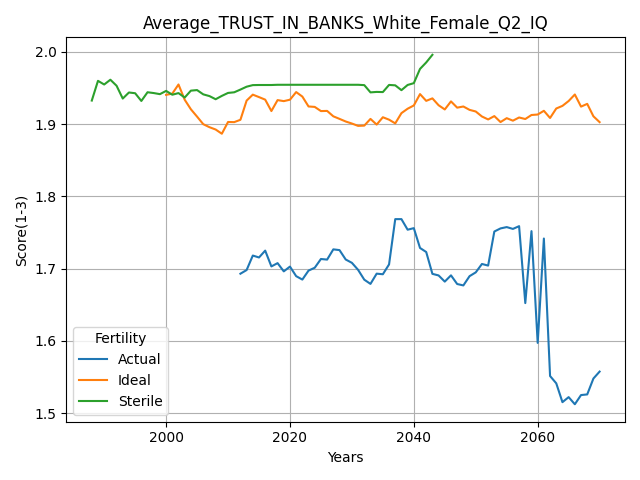 Average_TRUST_IN_BANKS_White_Female_Q2_IQ
2.0
1.9
1.8
1.7
1.6
1.5
Score(1-3)
Fertility
Actual
Ideal
Sterile
2000
2020
2040
2060
Years